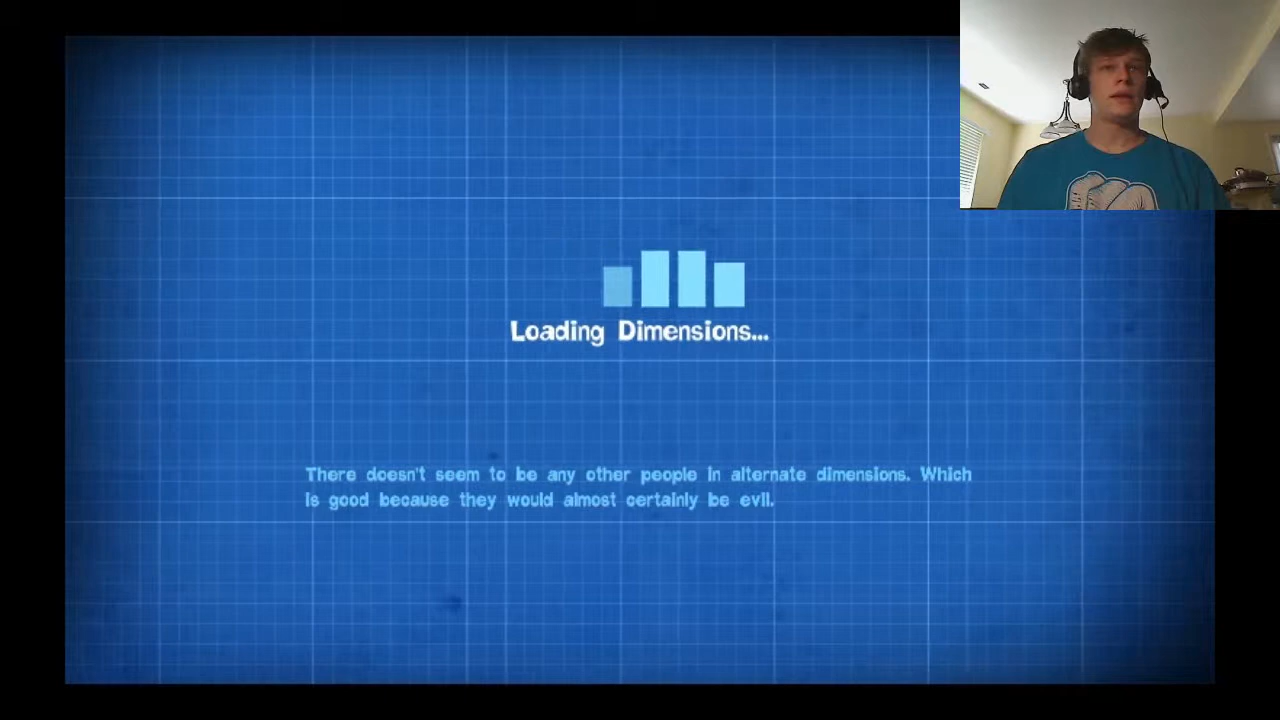 Loading Dimensions...
There doesn't seem to be any other people in alternate dimensions. Which
is good because they would almost certainly be evil.